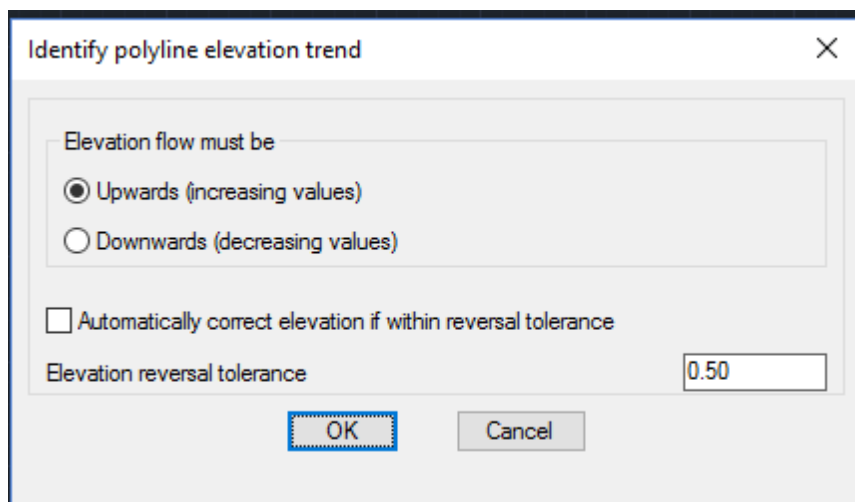 Identify polyline elevation trend
Elevation flow must be
Upwards (increasing values)
Downwards (decreasing values)
Automatically correct elevation if within reversal tolerance
Elevation reversal tolerance 0.50
OK Cancel